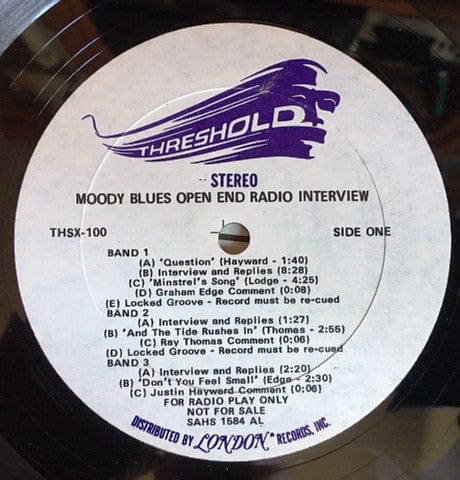 THRESHOLD
STEREO
MOODY BLUES OPEN END RADIO INTERVIEW
THSX-100
SIDE ONE
BAND 1
(A) 'Question' (Hayward - 1:40)
(B) Interview and Replies (8:28)
(C) 'Minstrel's Song' (Lodge - 4:25)
(D) Graham Edge Comment (0:08)
(E) Locked Groove - Record must be re-cued
BAND 2
(A) Interview and Replies (1:27)
(B) 'And The Tide Rushes In' (Thomas - 2:55)
(C) Ray Thomas Comment (0:06)
(D) Locked Groove - Record must be re-cued
BAND 3
(A) Interview and Replies (2:20)
(B) 'Don't You Feel Small' (Edge - 2:30)
(C) Justin Hayward Comment (0:06)
FOR RADIO PLAY ONLY
NOT FOR SALE
SAHS 1584 AL
DISTRIBUTED BY LONDON® RECORDS, INC.